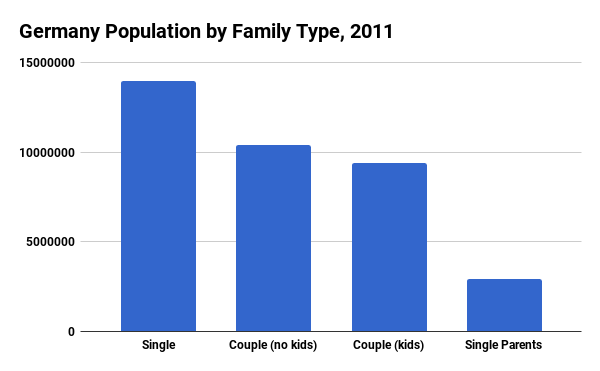 Germany Population by Family Type, 2011
15000000
10000000
5000000
0
Single
Couple (no kids)
Couple (kids)
Single Parents